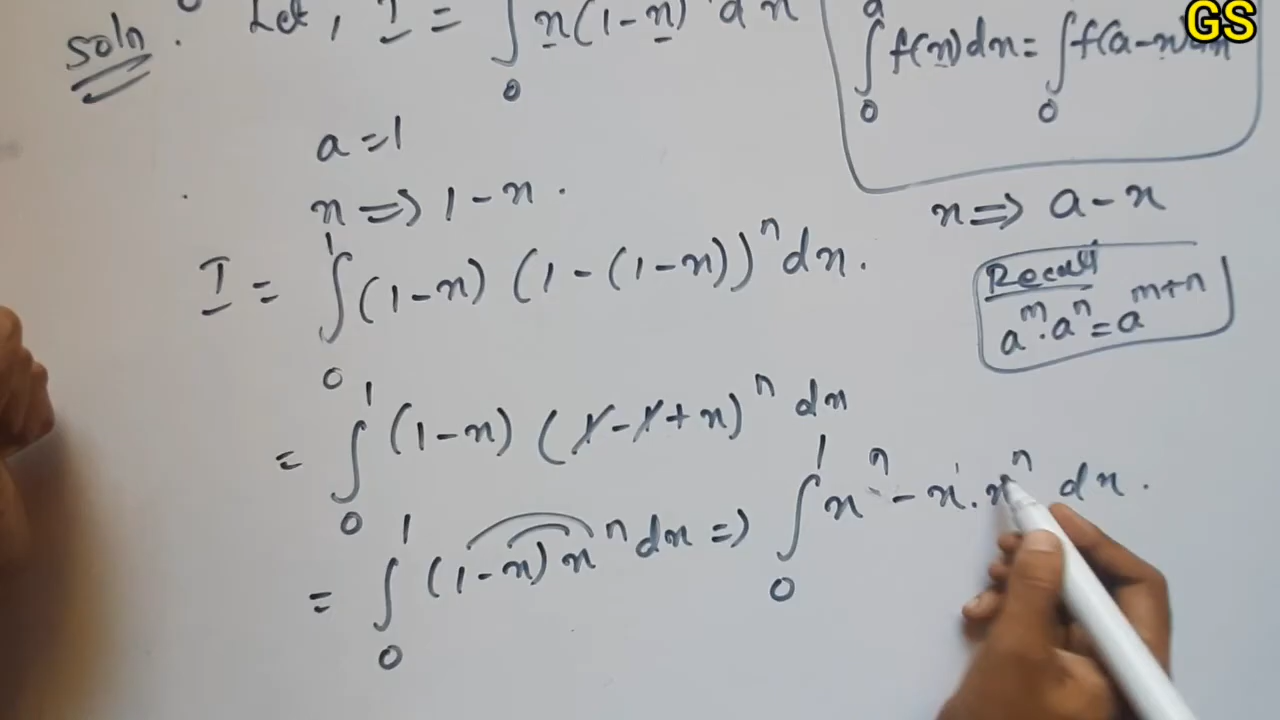 GS
Soln. Let, I = ∫₀ x(1-x) dx
∫₀ᵃ f(x)dx = ∫₀ f(a-x)dx
a = 1
x => 1 - x.
x => a - x
I = ∫₀¹ (1-x) (1-(1-x))ⁿ dx.
Recall
aᵐ · aⁿ = aᵐ⁺ⁿ
= ∫₀¹ (1-x) (1-1+x)ⁿ dx
= ∫₀¹ (1-x) xⁿ dx => ∫₀¹ xⁿ - x¹.xⁿ dx.